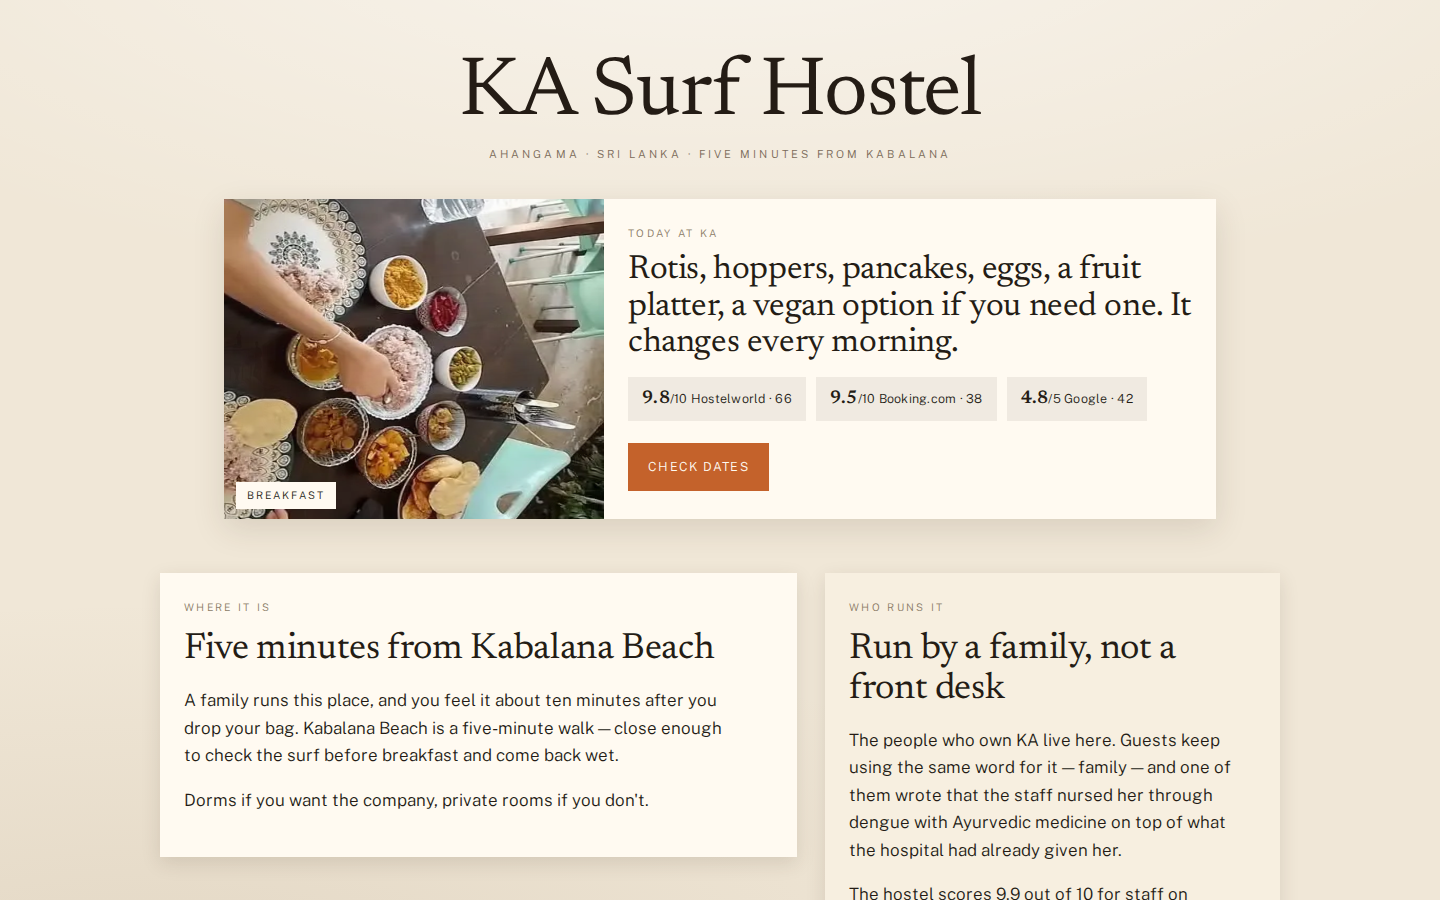 KA Surf Hostel
AHANGAMA · SRI LANKA · FIVE MINUTES FROM KABALANA
BREAKFAST
TODAY AT KA
Rotis, hoppers, pancakes, eggs, a fruit
platter, a vegan option if you need one. It
changes every morning.
9.8/10 Hostelworld · 66
9.5/10 Booking.com · 38
4.8/5 Google · 42
CHECK DATES
WHERE IT IS
Five minutes from Kabalana Beach
A family runs this place, and you feel it about ten minutes after you
drop your bag. Kabalana Beach is a five-minute walk — close enough
to check the surf before breakfast and come back wet.
Dorms if you want the company, private rooms if you don't.
WHO RUNS IT
Run by a family, not a
front desk
The people who own KA live here. Guests keep
using the same word for it — family — and one of
them wrote that the staff nursed her through
dengue with Ayurvedic medicine on top of what
the hospital had already given her.
The hostel scores 9.9 out of 10 for staff on